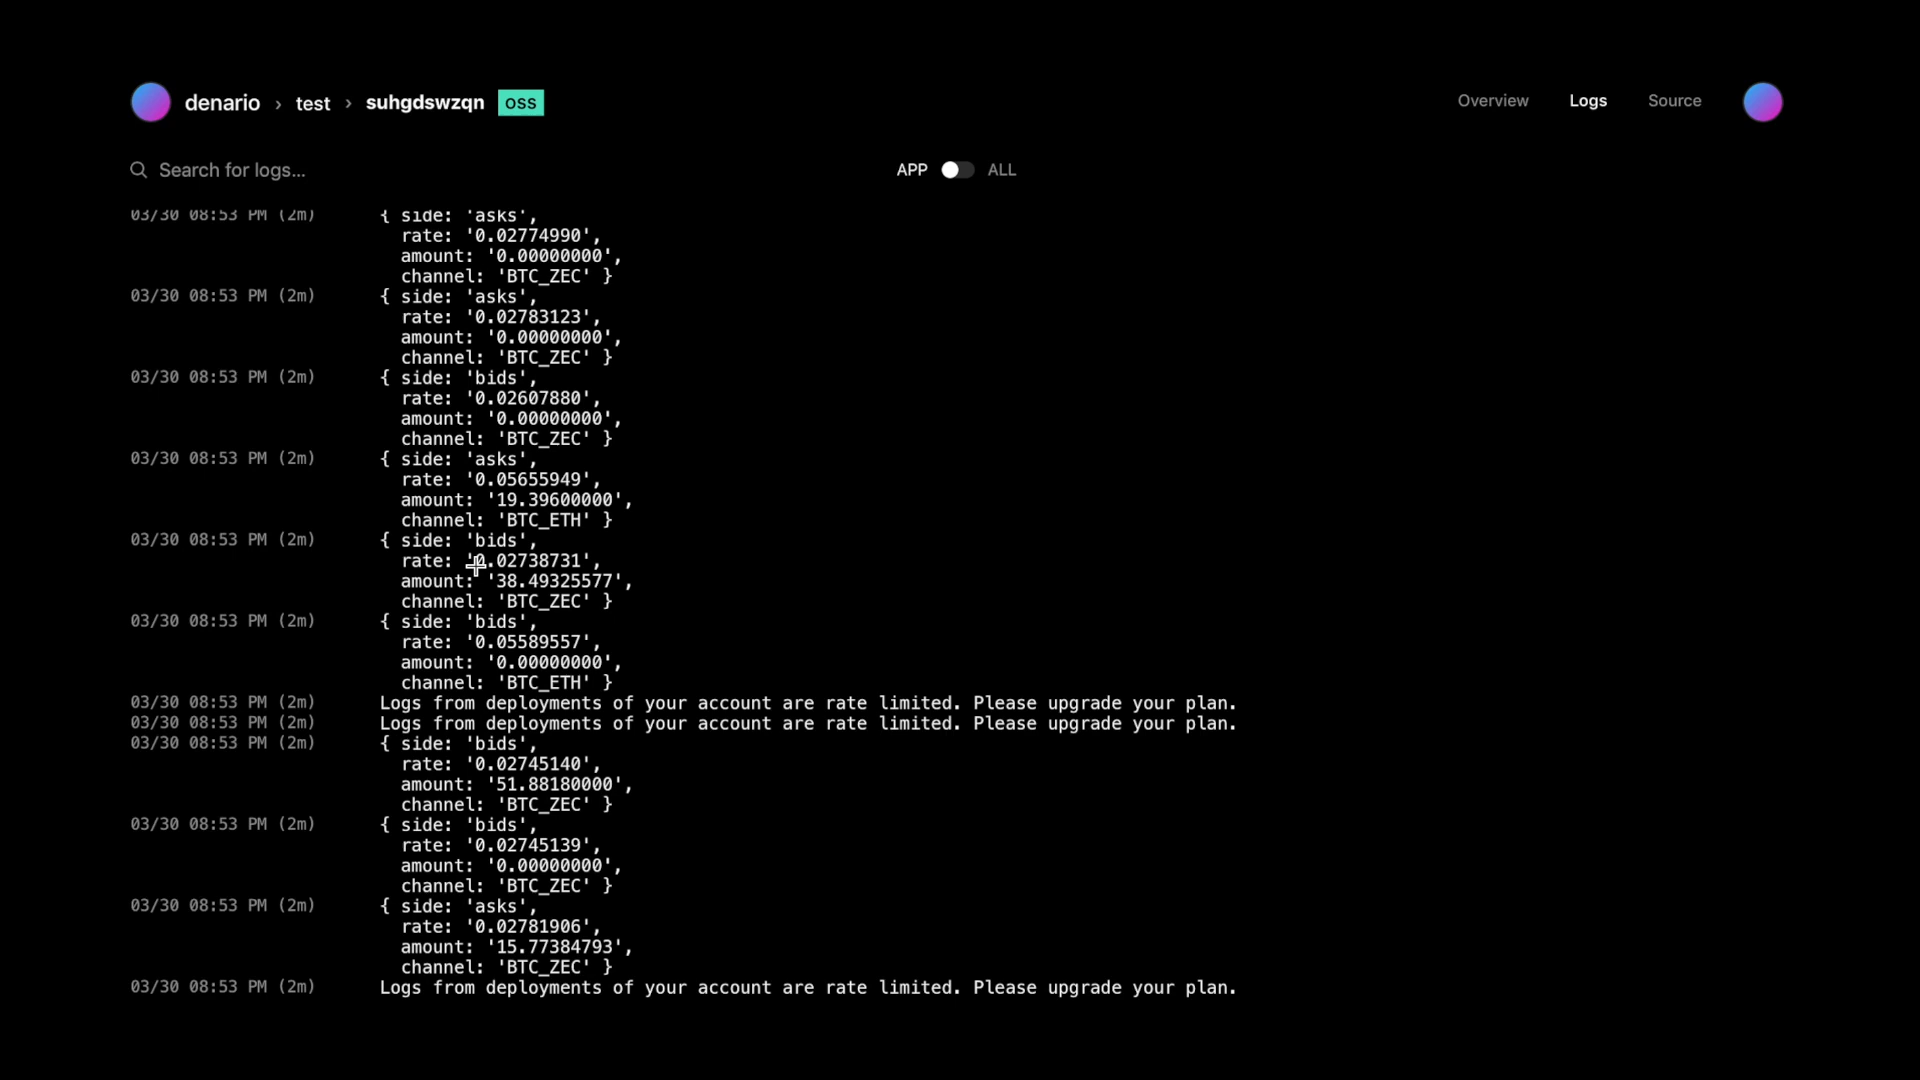 denario › test › suhgdswzqn OSS
Overview Logs Source
Search for logs...
APP ALL
03/30 08:53 PM (2m) { side: 'asks',
rate: '0.02774990',
amount: '0.00000000',
channel: 'BTC_ZEC' }
03/30 08:53 PM (2m) { side: 'asks',
rate: '0.02783123',
amount: '0.00000000',
channel: 'BTC_ZEC' }
03/30 08:53 PM (2m) { side: 'bids',
rate: '0.02607880',
amount: '0.00000000',
channel: 'BTC_ZEC' }
03/30 08:53 PM (2m) { side: 'asks',
rate: '0.05655949',
amount: '19.39600000',
channel: 'BTC_ETH' }
03/30 08:53 PM (2m) { side: 'bids',
rate: '0.02738731',
amount: '38.49325577',
channel: 'BTC_ZEC' }
03/30 08:53 PM (2m) { side: 'bids',
rate: '0.05589557',
amount: '0.00000000',
channel: 'BTC_ETH' }
03/30 08:53 PM (2m) Logs from deployments of your account are rate limited. Please upgrade your plan.
03/30 08:53 PM (2m) Logs from deployments of your account are rate limited. Please upgrade your plan.
03/30 08:53 PM (2m) { side: 'bids',
rate: '0.02745140',
amount: '51.88180000',
channel: 'BTC_ZEC' }
03/30 08:53 PM (2m) { side: 'bids',
rate: '0.02745139',
amount: '0.00000000',
channel: 'BTC_ZEC' }
03/30 08:53 PM (2m) { side: 'asks',
rate: '0.02781906',
amount: '15.77384793',
channel: 'BTC_ZEC' }
03/30 08:53 PM (2m) Logs from deployments of your account are rate limited. Please upgrade your plan.